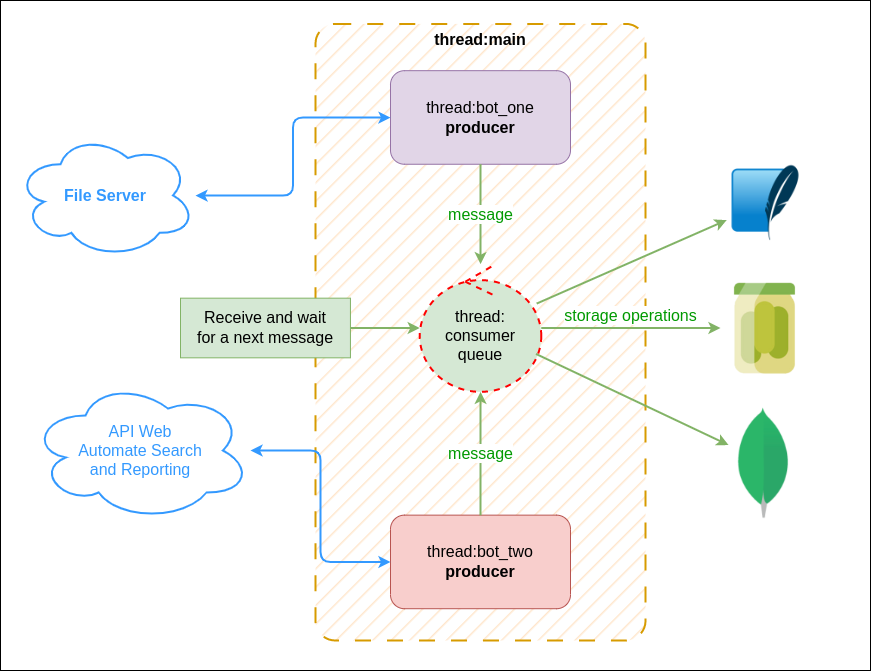 thread:main
thread:bot_one
producer
File Server
message
Receive and wait
for a next message
thread:
consumer
queue
storage operations
API Web
Automate Search
and Reporting
message
thread:bot_two
producer